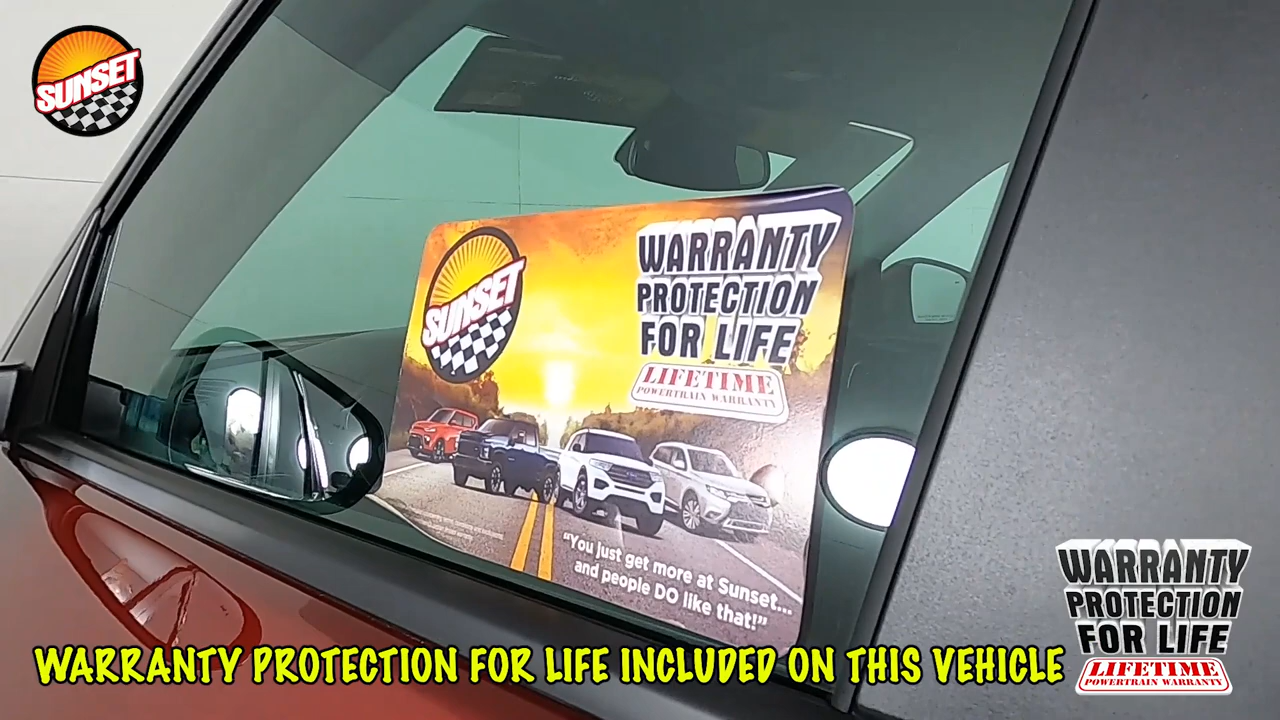 SUNSET
SUNSET
WARRANTY
PROTECTION
FOR LIFE
LIFETIME
POWERTRAIN WARRANTY
“You just get more at Sunset...
and people DO like that!”
WARRANTY PROTECTION FOR LIFE INCLUDED ON THIS VEHICLE
WARRANTY
PROTECTION
FOR LIFE
LIFETIME
POWERTRAIN WARRANTY